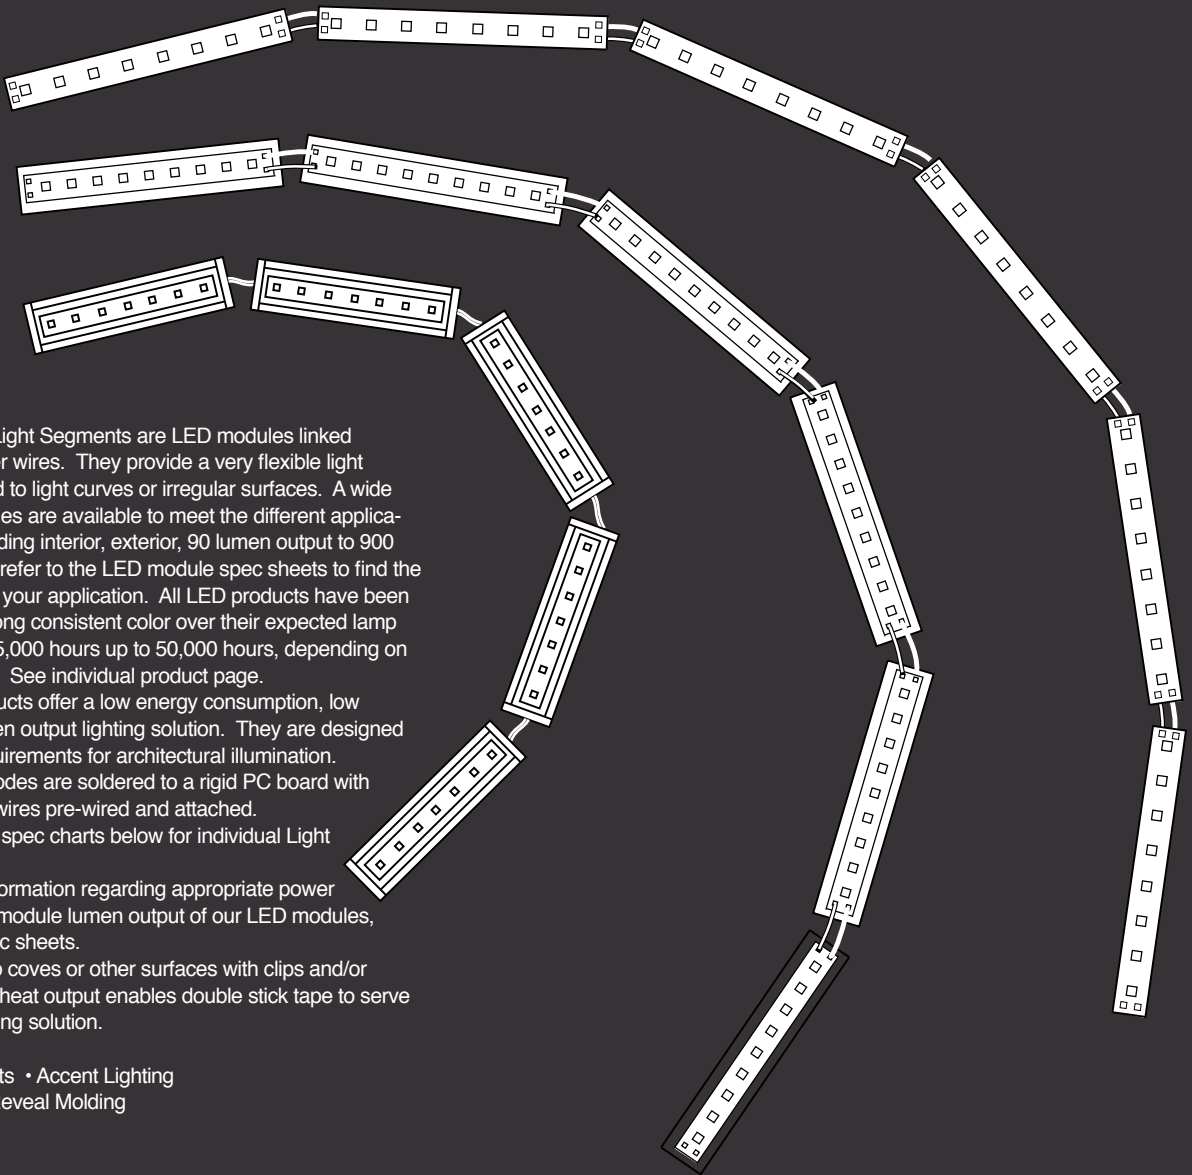 Light Segments are LED modules linked
er wires. They provide a very flexible light
d to light curves or irregular surfaces. A wide
es are available to meet the different applica-
ding interior, exterior, 90 lumen output to 900
refer to the LED module spec sheets to find the
your application. All LED products have been
ong consistent color over their expected lamp
5,000 hours up to 50,000 hours, depending on
See individual product page.
ucts offer a low energy consumption, low
en output lighting solution. They are designed
uirements for architectural illumination.
odes are soldered to a rigid PC board with
wires pre-wired and attached.
spec charts below for individual Light
ormation regarding appropriate power
module lumen output of our LED modules,
c sheets.
o coves or other surfaces with clips and/or
heat output enables double stick tape to serve
ing solution.
ts • Accent Lighting
Reveal Molding